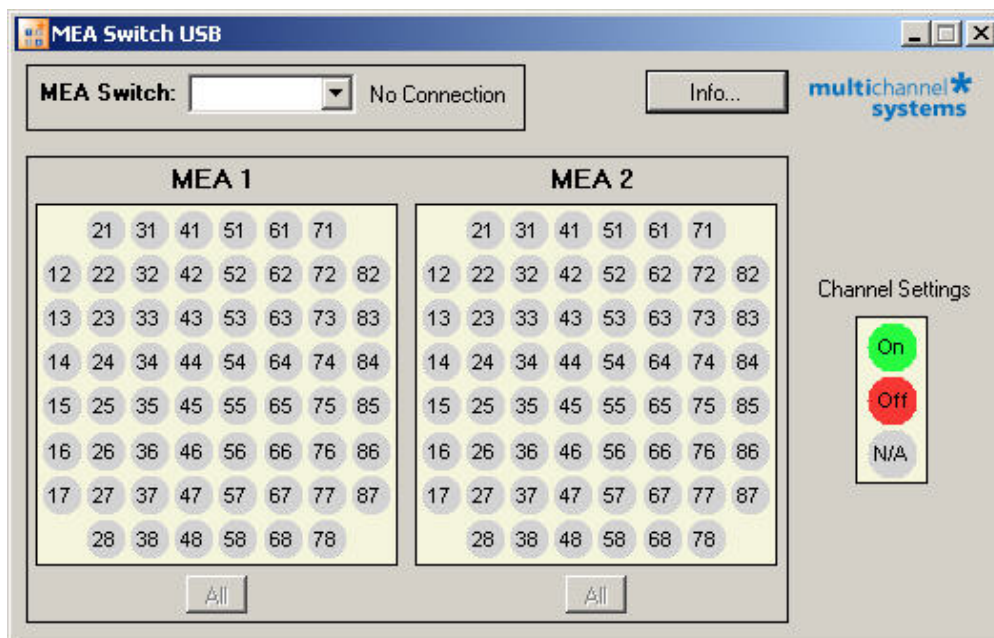 MEA Switch USB
MEA Switch: No Connection Info... multichannel* systems
MEA 1 MEA 2
21 31 41 51 61 71 21 31 41 51 61 71
12 22 32 42 52 62 72 82 12 22 32 42 52 62 72 82
Channel Settings
13 23 33 43 53 63 73 83 13 23 33 43 53 63 73 83
On
14 24 34 44 54 64 74 84 14 24 34 44 54 64 74 84
Off
15 25 35 45 55 65 75 85 15 25 35 45 55 65 75 85
N/A
16 26 36 46 56 66 76 86 16 26 36 46 56 66 76 86
17 27 37 47 57 67 77 87 17 27 37 47 57 67 77 87
28 38 48 58 68 78 28 38 48 58 68 78
All All